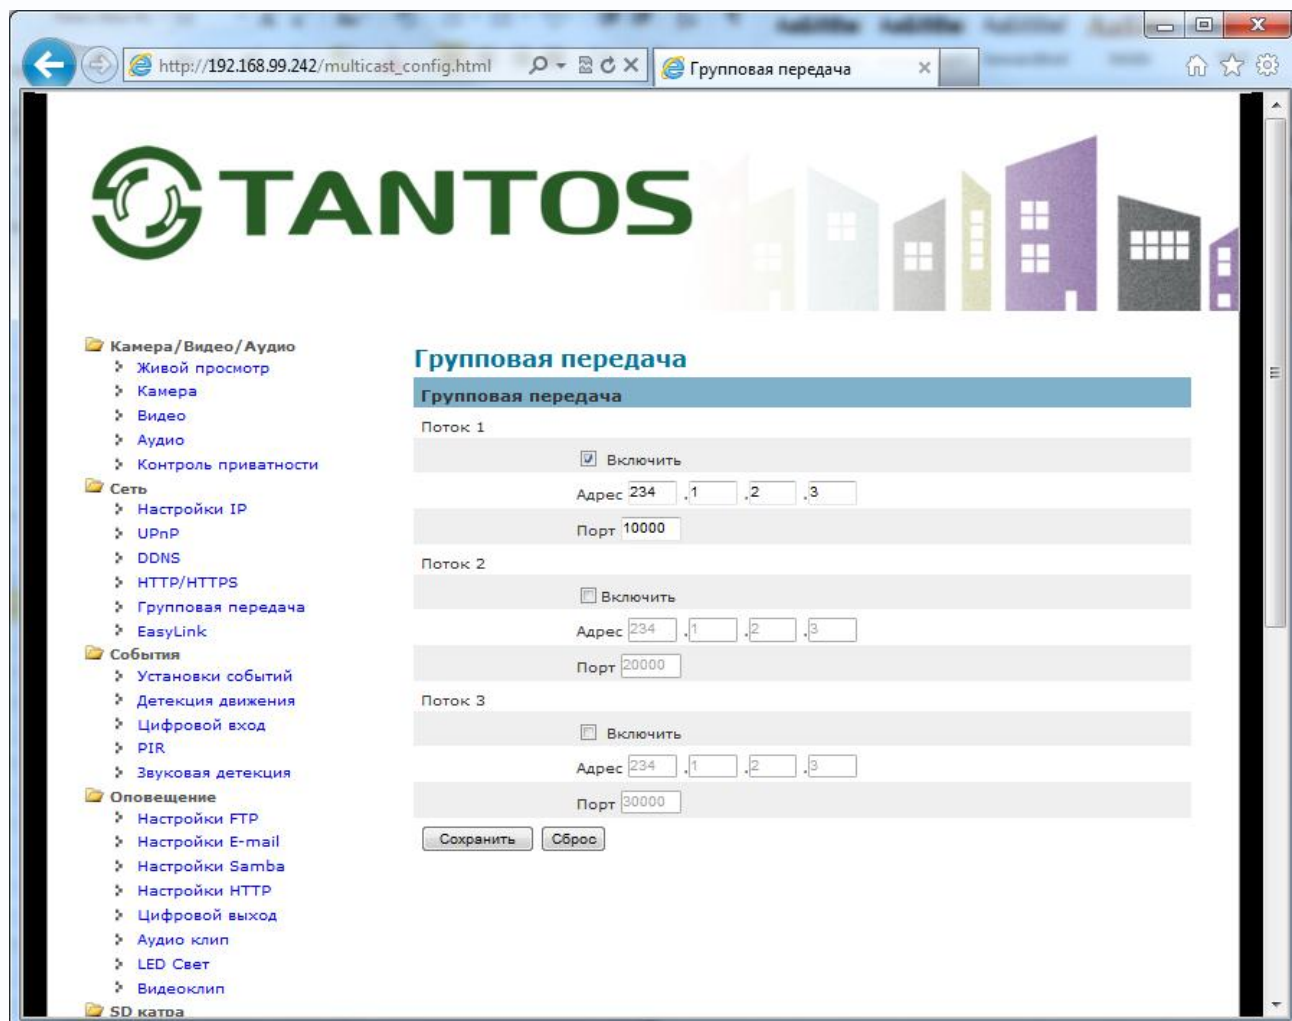 http://192.168.99.242/multicast_config.html
Групповая передача
TANTOS
Камера/Видео/Аудио
Живой просмотр
Камера
Видео
Аудио
Контроль приватности
Сеть
Настройки IP
UPnP
DDNS
HTTP/HTTPS
Групповая передача
EasyLink
События
Установки событий
Детекция движения
Цифровой вход
PIR
Звуковая детекция
Оповещение
Настройки FTP
Настройки E-mail
Настройки Samba
Настройки HTTP
Цифровой выход
Аудио клип
LED Свет
Видеоклип
SD катра
Групповая передача
Групповая передача
Поток 1
Включить
Адрес 234 .1 .2 .3
Порт 10000
Поток 2
Включить
Адрес 234 .1 .2 .3
Порт 20000
Поток 3
Включить
Адрес 234 .1 .2 .3
Порт 30000
Сохранить Сброс